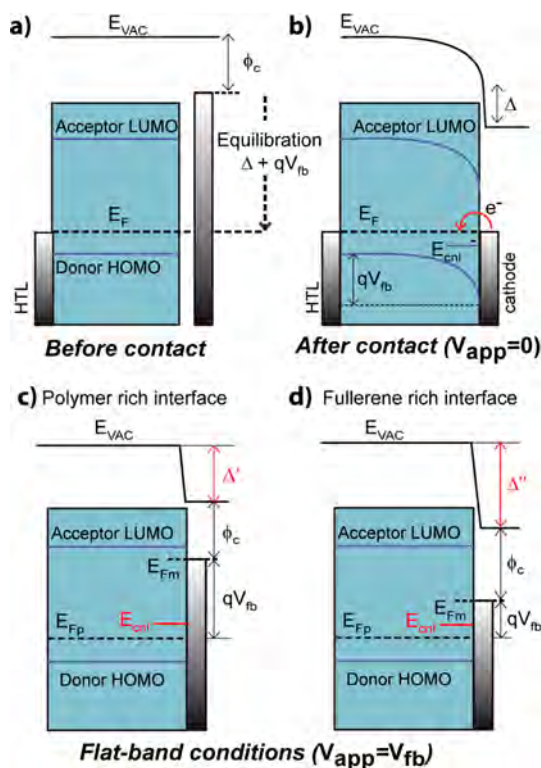 a)
E_VAC
ϕ_c
Acceptor LUMO
Equilibration
Δ + qV_fb
E_F
Donor HOMO
HTL
Before contact
b)
E_VAC
Δ
Acceptor LUMO
e⁻
E_F
E_cnl
qV_fb
HTL
cathode
After contact (V_app=0)
c) Polymer rich interface
E_VAC
Δ'
Acceptor LUMO
ϕ_c
E_Fm
qV_fb
E_Fp
E_cnl
Donor HOMO
d) Fullerene rich interface
E_VAC
Δ''
Acceptor LUMO
ϕ_c
E_Fm
E_Fp
E_cnl
qV_fb
Donor HOMO
Flat-band conditions (V_app=V_fb)